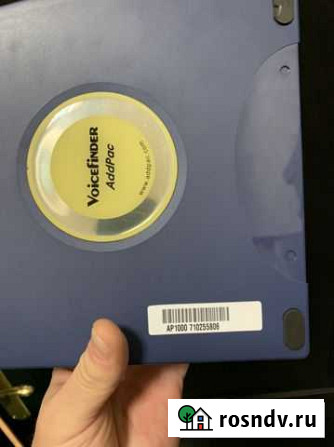 VOICEFINDER
AddPac
www.addpac.com
AP1000 710255806
rosndv.ru